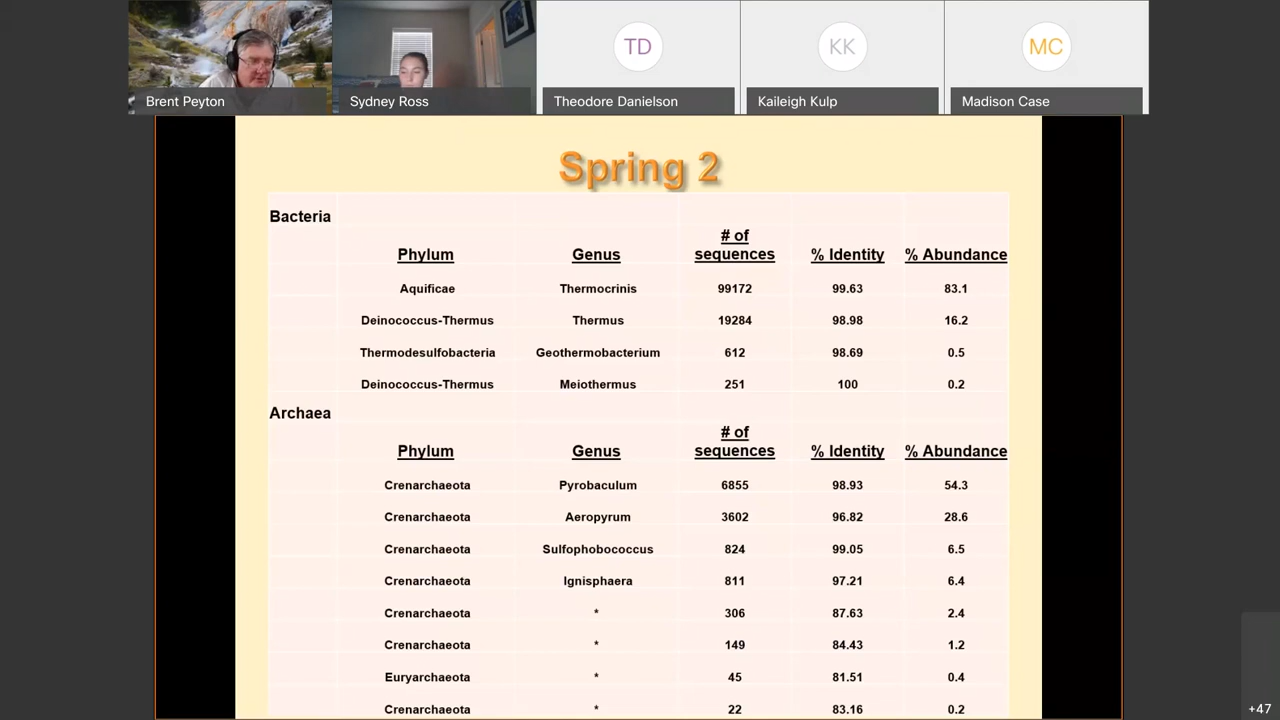 TD
KK
MC
Brent Peyton
Sydney Ross
Theodore Danielson
Kaileigh Kulp
Madison Case
Spring 2
Bacteria
Phylum Genus # of sequences % Identity % Abundance
Aquificae Thermocrinis 99172 99.63 83.1
Deinococcus-Thermus Thermus 19284 98.98 16.2
Thermodesulfobacteria Geothermobacterium 612 98.69 0.5
Deinococcus-Thermus Meiothermus 251 100 0.2
Archaea
Phylum Genus # of sequences % Identity % Abundance
Crenarchaeota Pyrobaculum 6855 98.93 54.3
Crenarchaeota Aeropyrum 3602 96.82 28.6
Crenarchaeota Sulfophobococcus 824 99.05 6.5
Crenarchaeota Ignisphaera 811 97.21 6.4
Crenarchaeota * 306 87.63 2.4
Crenarchaeota * 149 84.43 1.2
Euryarchaeota * 45 81.51 0.4
Crenarchaeota * 22 83.16 0.2
+47